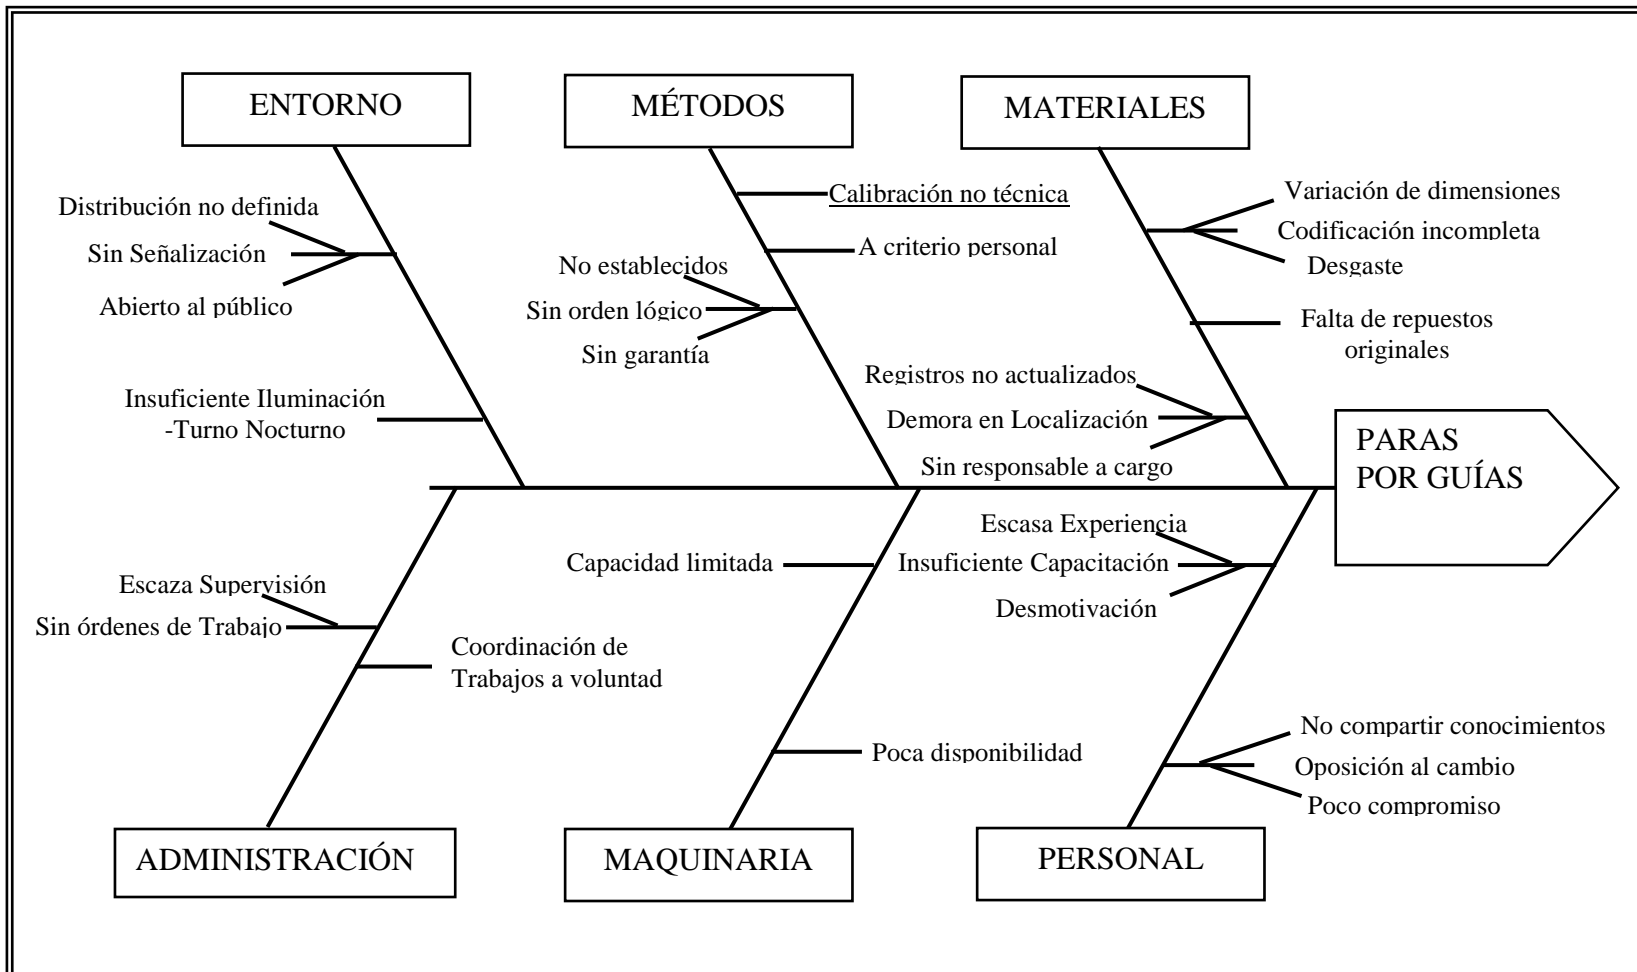 ENTORNO
MÉTODOS
MATERIALES
Distribución no definida
Sin Señalización
Abierto al público
Insuficiente Iluminación
-Turno Nocturno
Calibración no técnica
A criterio personal
No establecidos
Sin orden lógico
Sin garantía
Variación de dimensiones
Codificación incompleta
Desgaste
Falta de repuestos
originales
Registros no actualizados
Demora en Localización
Sin responsable a cargo
PARAS
POR GUÍAS
Escaza Supervisión
Sin órdenes de Trabajo
Coordinación de
Trabajos a voluntad
Capacidad limitada
Poca disponibilidad
Escasa Experiencia
Insuficiente Capacitación
Desmotivación
No compartir conocimientos
Oposición al cambio
Poco compromiso
ADMINISTRACIÓN
MAQUINARIA
PERSONAL